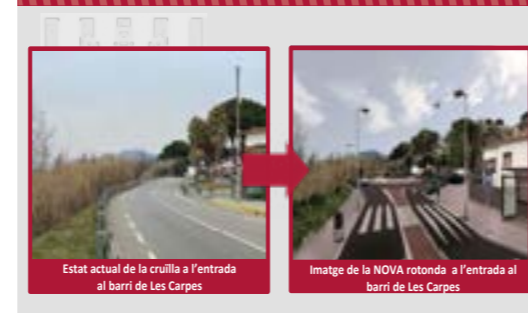 Estat actual de la cruïlla a l'entrada
al barri de Les Carpes
Imatge de la NOVA rotonda a l'entrada al
barri de Les Carpes